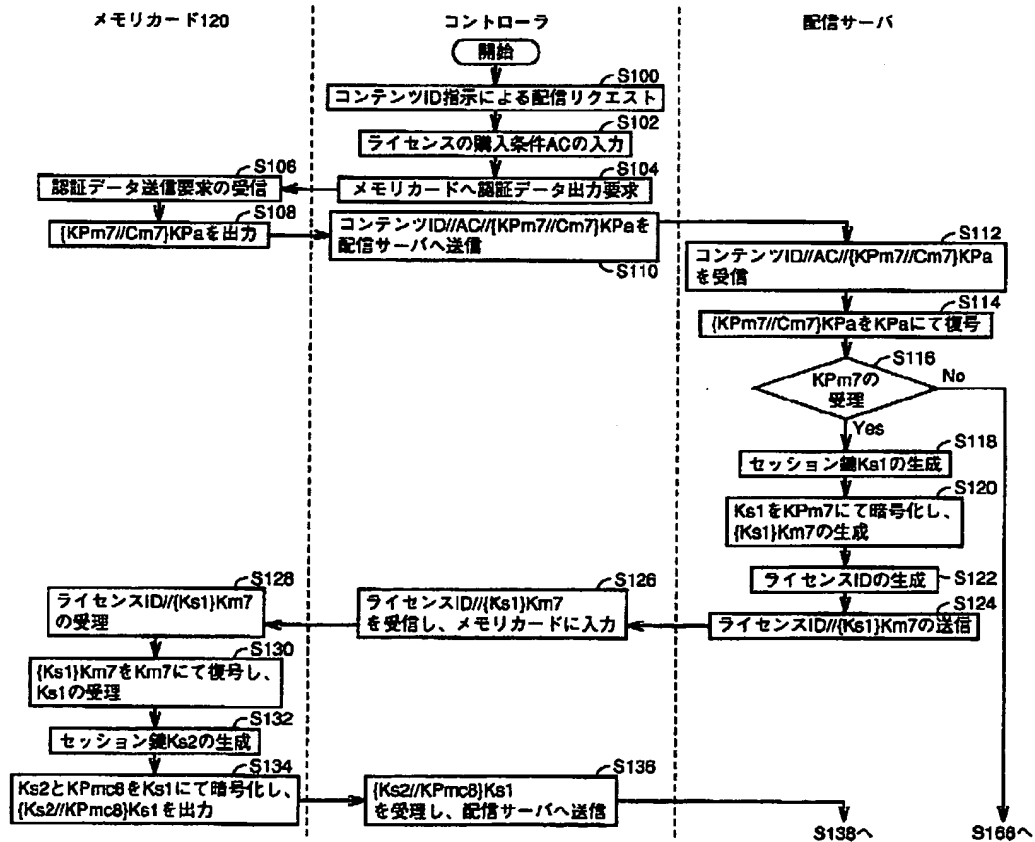 メモリカード120
コントローラ
配信サーバ
開始
S100
コンテンツID指示による配信リクエスト
S102
ライセンスの購入条件ACの入力
S104
メモリカードへ認証データ出力要求
S106
認証データ送信要求の受信
S108
{KPm7//Cm7}KPaを出力
コンテンツID//AC//{KPm7//Cm7}KPaを
配信サーバへ送信
S110
S112
コンテンツID//AC//{KPm7//Cm7}KPa
を受信
S114
{KPm7//Cm7}KPaをKPaにて復号
S116
KPm7の
受理
No
Yes
S118
セッション鍵Ks1の生成
S120
Ks1をKPm7にて暗号化し、
{Ks1}Km7の生成
ライセンスIDの生成
S122
S124
ライセンスID//{Ks1}Km7の送信
S126
ライセンスID//{Ks1}Km7
を受信し、メモリカードに入力
S128
ライセンスID//{Ks1}Km7
の受理
S130
{Ks1}Km7をKm7にて復号し、
Ks1の受理
S132
セッション鍵Ks2の生成
S134
Ks2とKPmc8をKs1にて暗号化し、
{Ks2//KPmc8}Ks1を出力
S136
{Ks2//KPmc8}Ks1
を受理し、配信サーバへ送信
S138へ
S168へ